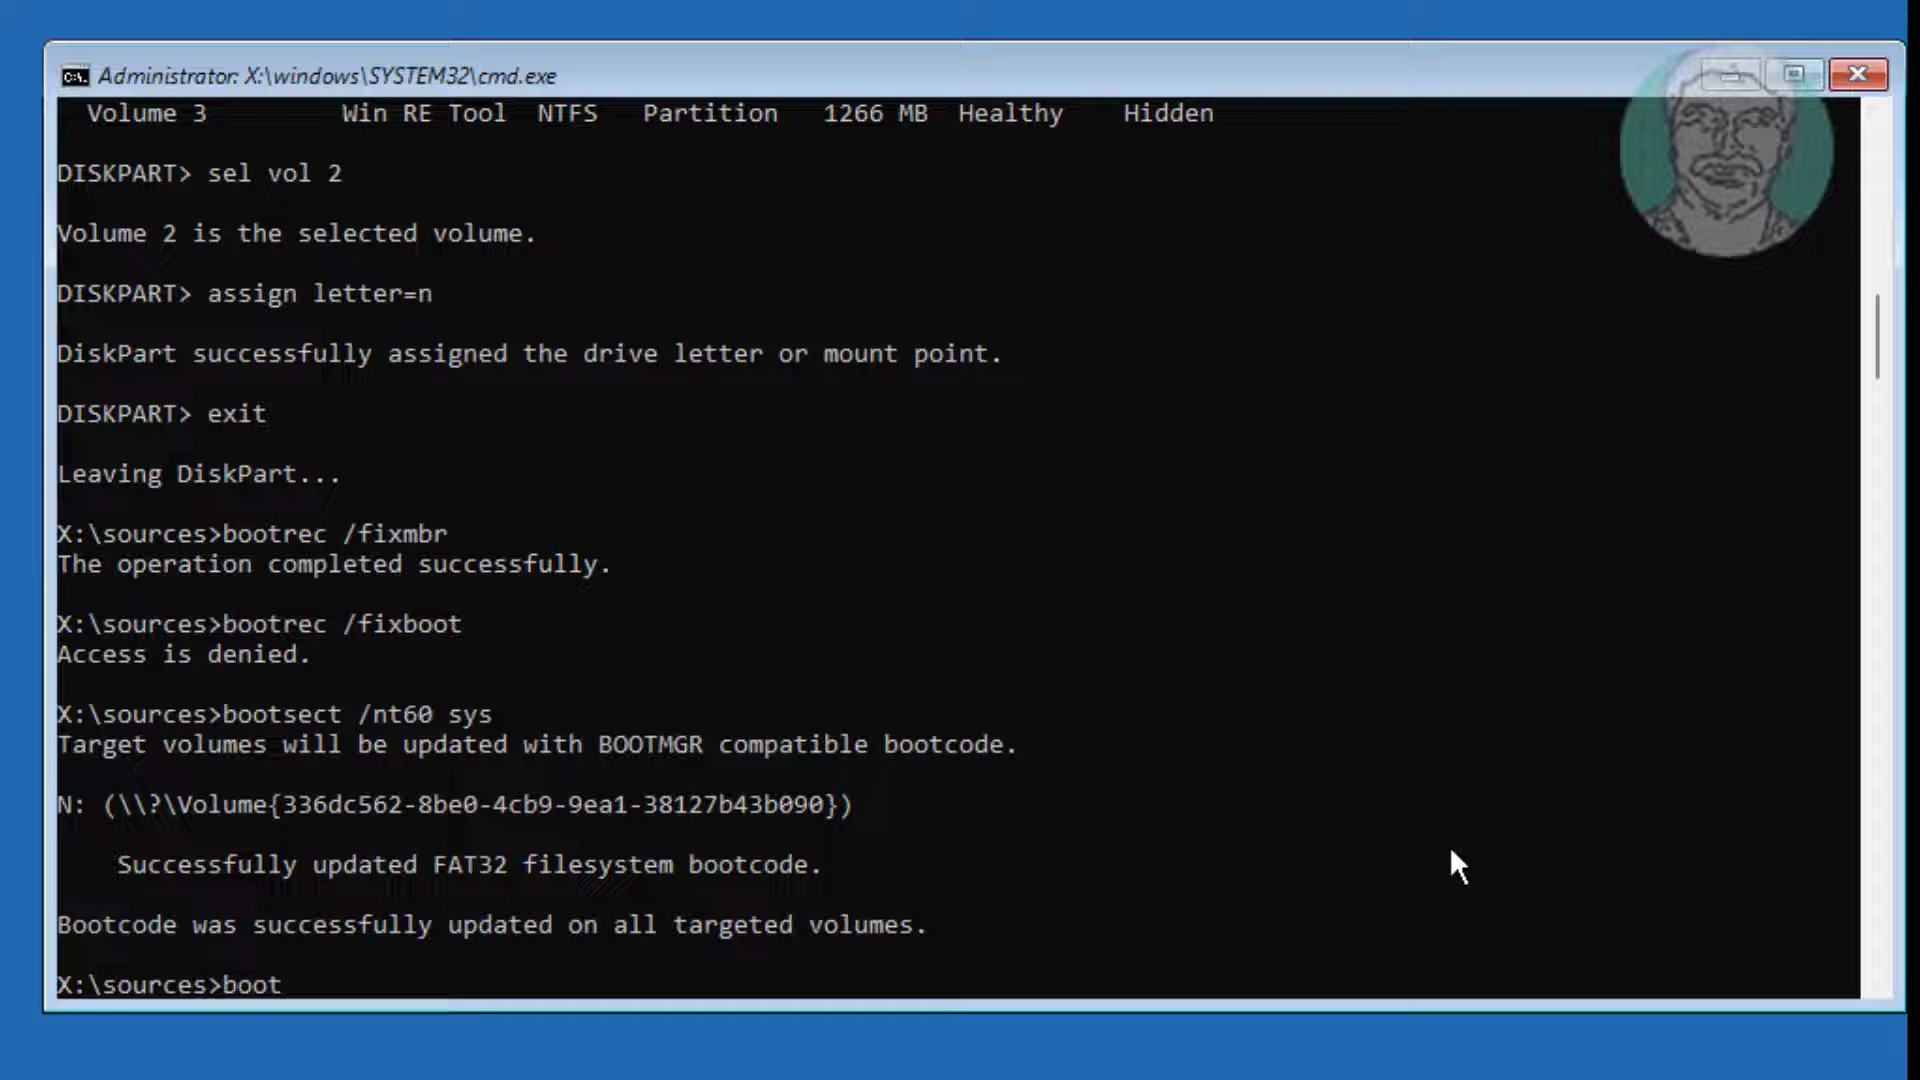 Administrator: X:\windows\SYSTEM32\cmd.exe
Volume 3 Win RE Tool NTFS Partition 1266 MB Healthy Hidden
DISKPART> sel vol 2
Volume 2 is the selected volume.
DISKPART> assign letter=n
DiskPart successfully assigned the drive letter or mount point.
DISKPART> exit
Leaving DiskPart...
X:\sources>bootrec /fixmbr
The operation completed successfully.
X:\sources>bootrec /fixboot
Access is denied.
X:\sources>bootsect /nt60 sys
Target volumes will be updated with BOOTMGR compatible bootcode.
N: (\\?\Volume{336dc562-8be0-4cb9-9ea1-38127b43b090})
Successfully updated FAT32 filesystem bootcode.
Bootcode was successfully updated on all targeted volumes.
X:\sources>boot